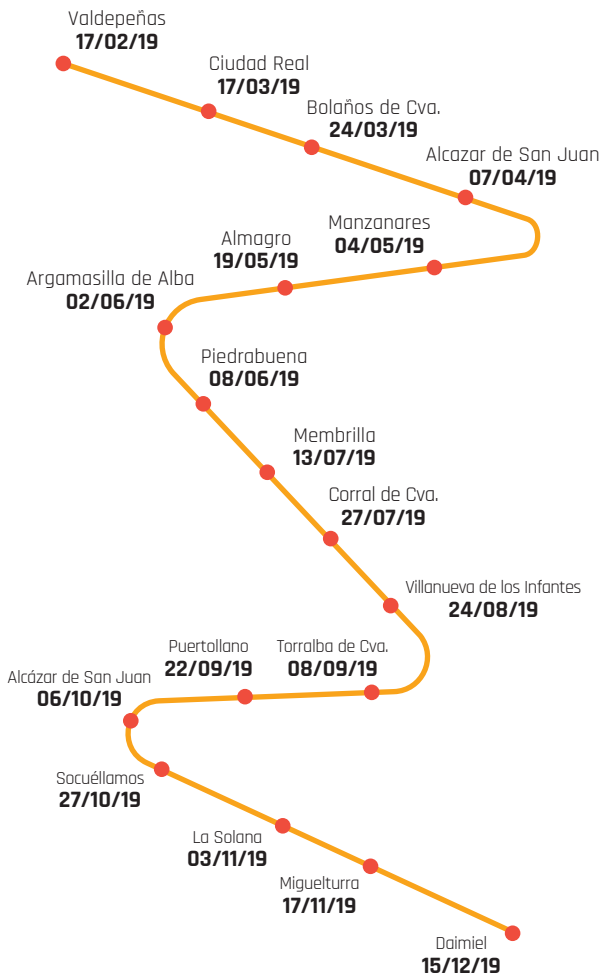 Valdepeñas
17/02/19
Ciudad Real
17/03/19
Bolaños de Cva.
24/03/19
Alcazar de San Juan
07/04/19
Manzanares
04/05/19
Almagro
19/05/19
Argamasilla de Alba
02/06/19
Piedrabuena
08/06/19
Membrilla
13/07/19
Corral de Cva.
27/07/19
Villanueva de los Infantes
24/08/19
Torralba de Cva.
08/09/19
Puertollano
22/09/19
Alcázar de San Juan
06/10/19
Socuéllamos
27/10/19
La Solana
03/11/19
Miguelturra
17/11/19
Daimiel
15/12/19